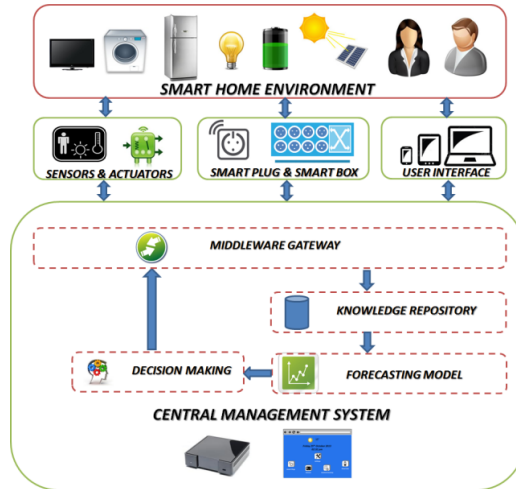 SMART HOME ENVIRONMENT
SENSORS & ACTUATORS
SMART PLUG & SMART BOX
USER INTERFACE
MIDDLEWARE GATEWAY
KNOWLEDGE REPOSITORY
DECISION MAKING
FORECASTING MODEL
CENTRAL MANAGEMENT SYSTEM